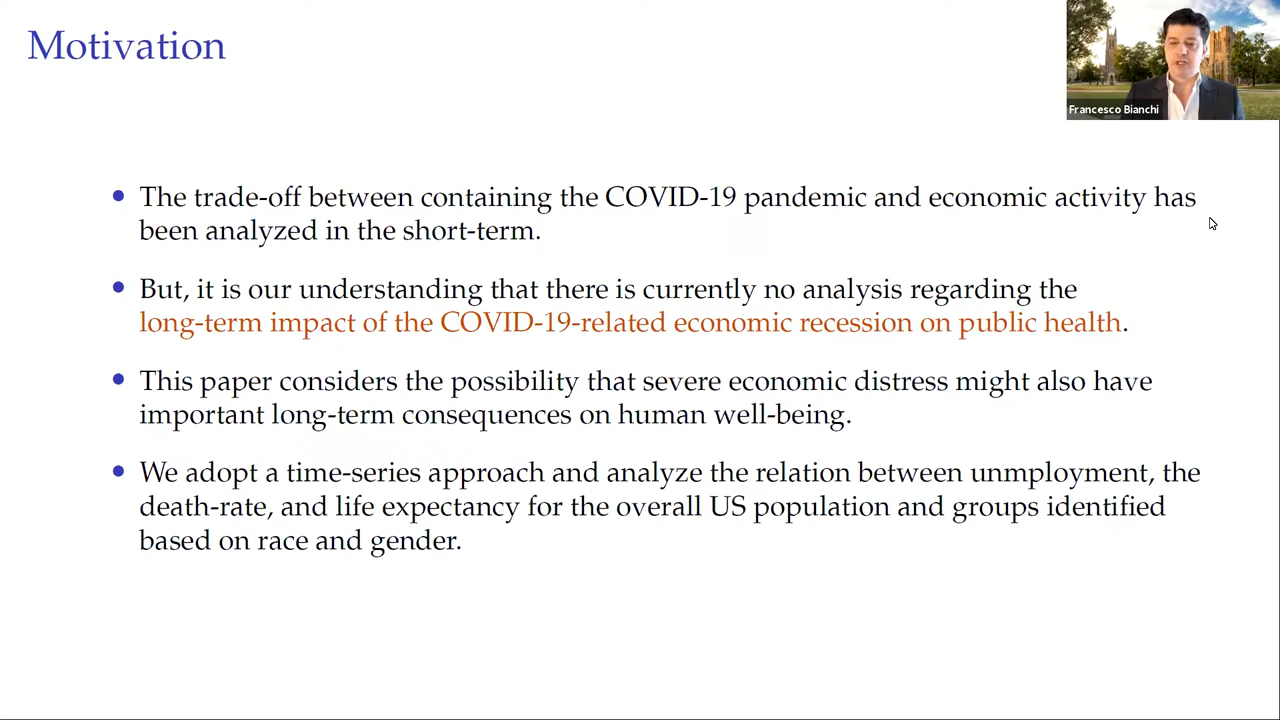 Motivation
Francesco Bianchi
• The trade-off between containing the COVID-19 pandemic and economic activity has
been analyzed in the short-term.
• But, it is our understanding that there is currently no analysis regarding the
long-term impact of the COVID-19-related economic recession on public health.
• This paper considers the possibility that severe economic distress might also have
important long-term consequences on human well-being.
• We adopt a time-series approach and analyze the relation between unmployment, the
death-rate, and life expectancy for the overall US population and groups identified
based on race and gender.